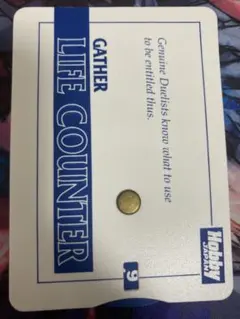 Hobby
JAPAN
Genuine Duelists know what to use
to be entitled thus.
9
GATHER
LIFE COUNTER